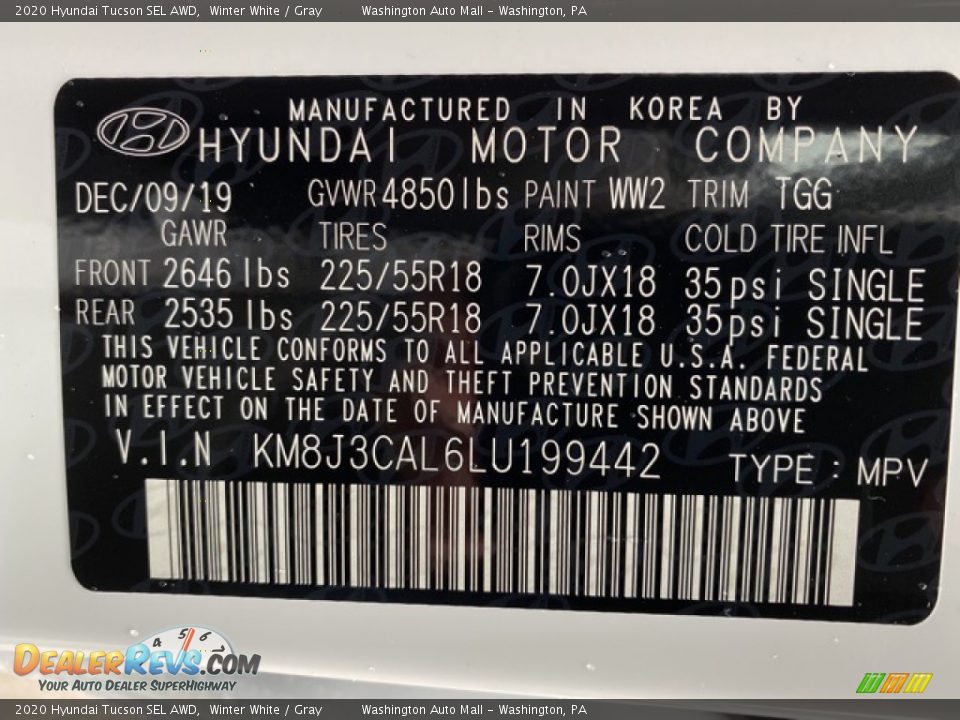 2020 Hyundai Tucson SEL AWD, Winter White / Gray Washington Auto Mall - Washington, PA
MANUFACTURED IN KOREA BY
HYUNDAI MOTOR COMPANY
DEC/09/19 GVWR 4850lbs PAINT WW2 TRIM TGG
GAWR TIRES RIMS COLD TIRE INFL
FRONT 2646 lbs 225/55R18 7.0JX18 35psi SINGLE
REAR 2535 lbs 225/55R18 7.0JX18 35psi SINGLE
THIS VEHICLE CONFORMS TO ALL APPLICABLE U.S.A. FEDERAL
MOTOR VEHICLE SAFETY AND THEFT PREVENTION STANDARDS
IN EFFECT ON THE DATE OF MANUFACTURE SHOWN ABOVE
V.I.N KM8J3CAL6LU199442 TYPE : MPV
4 5 6 7
DEALERREVS.COM
YOUR AUTO DEALER SUPERHIGHWAY
2020 Hyundai Tucson SEL AWD, Winter White / Gray Washington Auto Mall - Washington, PA